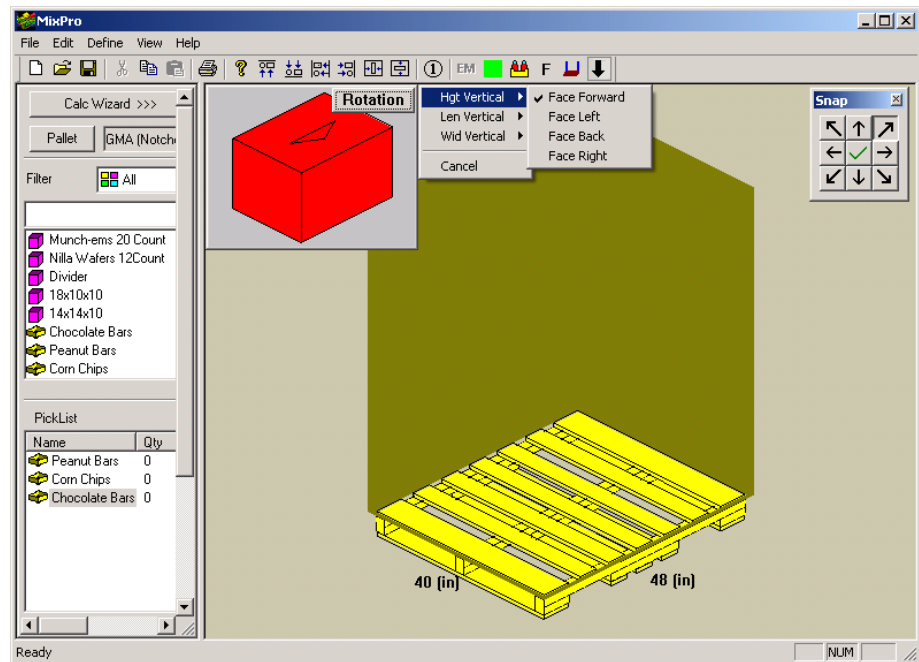 MixPro
File Edit Define View Help
EM F
Calc Wizard >>>
Pallet GMA (Notch
Filter All
Munch-ems 20 Count
Nilla Wafers 12Count
Divider
18x10x10
14x14x10
Chocolate Bars
Peanut Bars
Corn Chips
PickList
Name Qty
Peanut Bars 0
Corn Chips 0
Chocolate Bars 0
Rotation
Hgt Vertical
Len Vertical
Wid Vertical
Cancel
Face Forward
Face Left
Face Back
Face Right
Snap
40 (in)
48 (in)
Ready
NUM